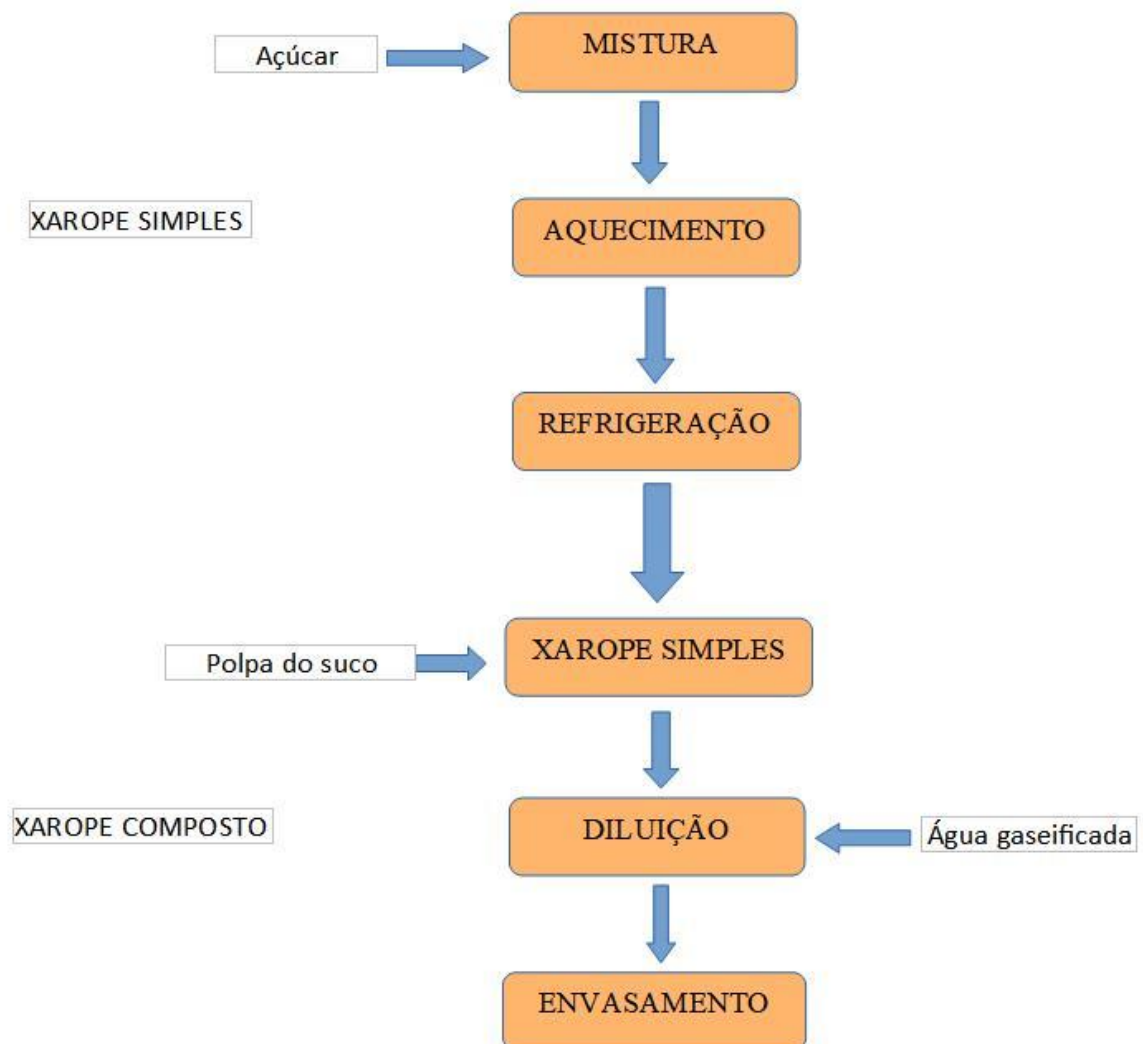 MISTURA
Açúcar
XAROPE SIMPLES
AQUECIMENTO
REFRIGERAÇÃO
XAROPE SIMPLES
Polpa do suco
XAROPE COMPOSTO
DILUIÇÃO
Água gaseificada
ENVASAMENTO